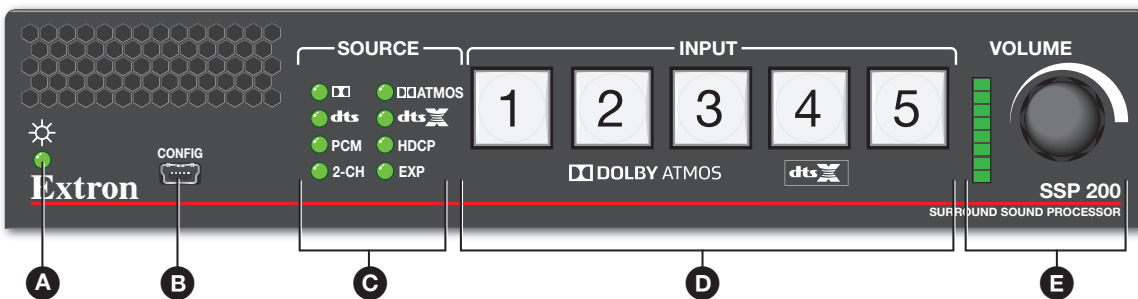 SOURCE
INPUT
VOLUME
ATMOS
dts
dts X
PCM
HDCP
2-CH
EXP
1
2
3
4
5
CONFIG
DOLBY ATMOS
dts X
Extron
SSP 200
SURROUND SOUND PROCESSOR
A
B
C
D
E